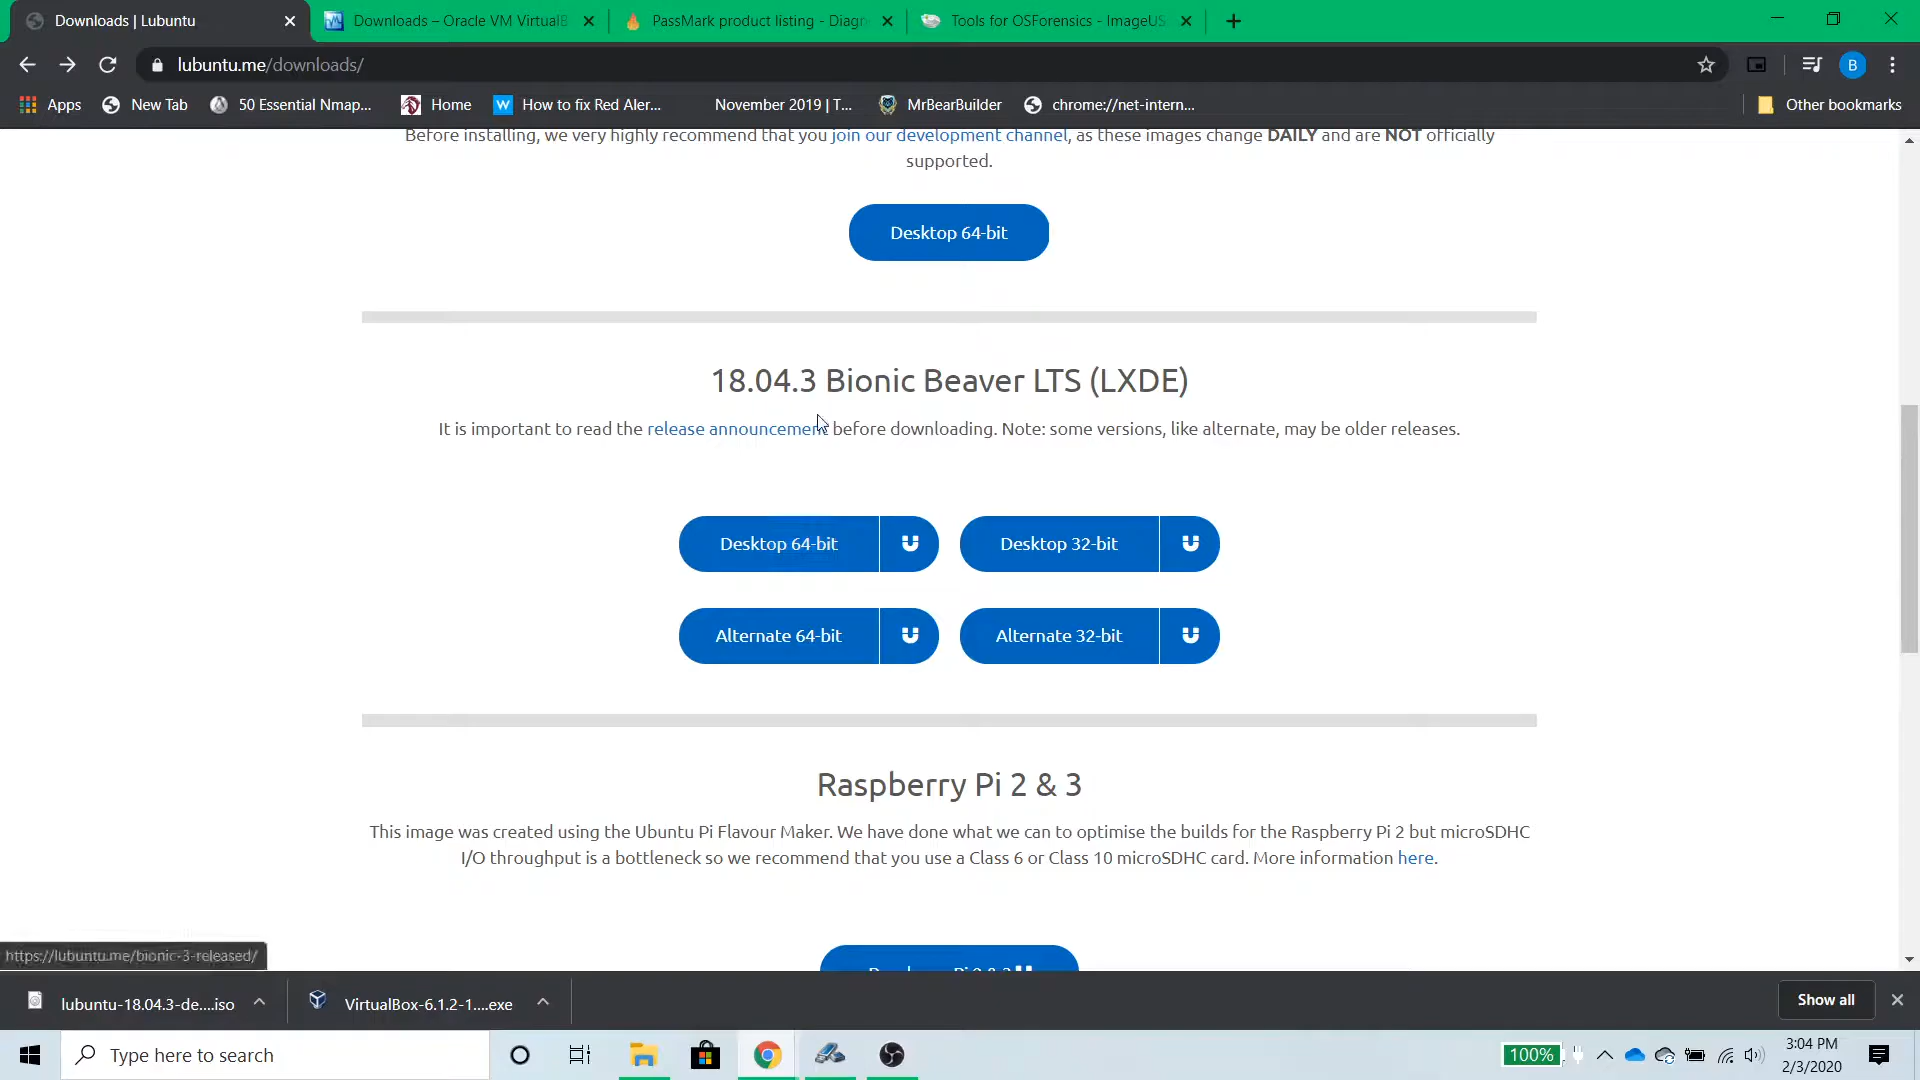 Downloads | Lubuntu
Downloads – Oracle VM VirtualB
PassMark product listing - Diagn
Tools for OSForensics - ImageUS
lubuntu.me/downloads/
B
Apps
New Tab
50 Essential Nmap...
Home
How to fix Red Aler...
November 2019 | T...
MrBearBuilder
chrome://net-intern...
Other bookmarks
Before installing, we very highly recommend that you join our development channel, as these images change DAILY and are NOT officially
supported.
Desktop 64-bit
18.04.3 Bionic Beaver LTS (LXDE)
It is important to read the release announcement before downloading. Note: some versions, like alternate, may be older releases.
Desktop 64-bit
Desktop 32-bit
Alternate 64-bit
Alternate 32-bit
Raspberry Pi 2 & 3
This image was created using the Ubuntu Pi Flavour Maker. We have done what we can to optimise the builds for the Raspberry Pi 2 but microSDHC
I/O throughput is a bottleneck so we recommend that you use a Class 6 or Class 10 microSDHC card. More information here.
Raspberry Pi 2 & 3
https://lubuntu.me/bionic-3-released/
lubuntu-18.04.3-de....iso
VirtualBox-6.1.2-1....exe
Show all
Type here to search
100%
3:04 PM
2/3/2020